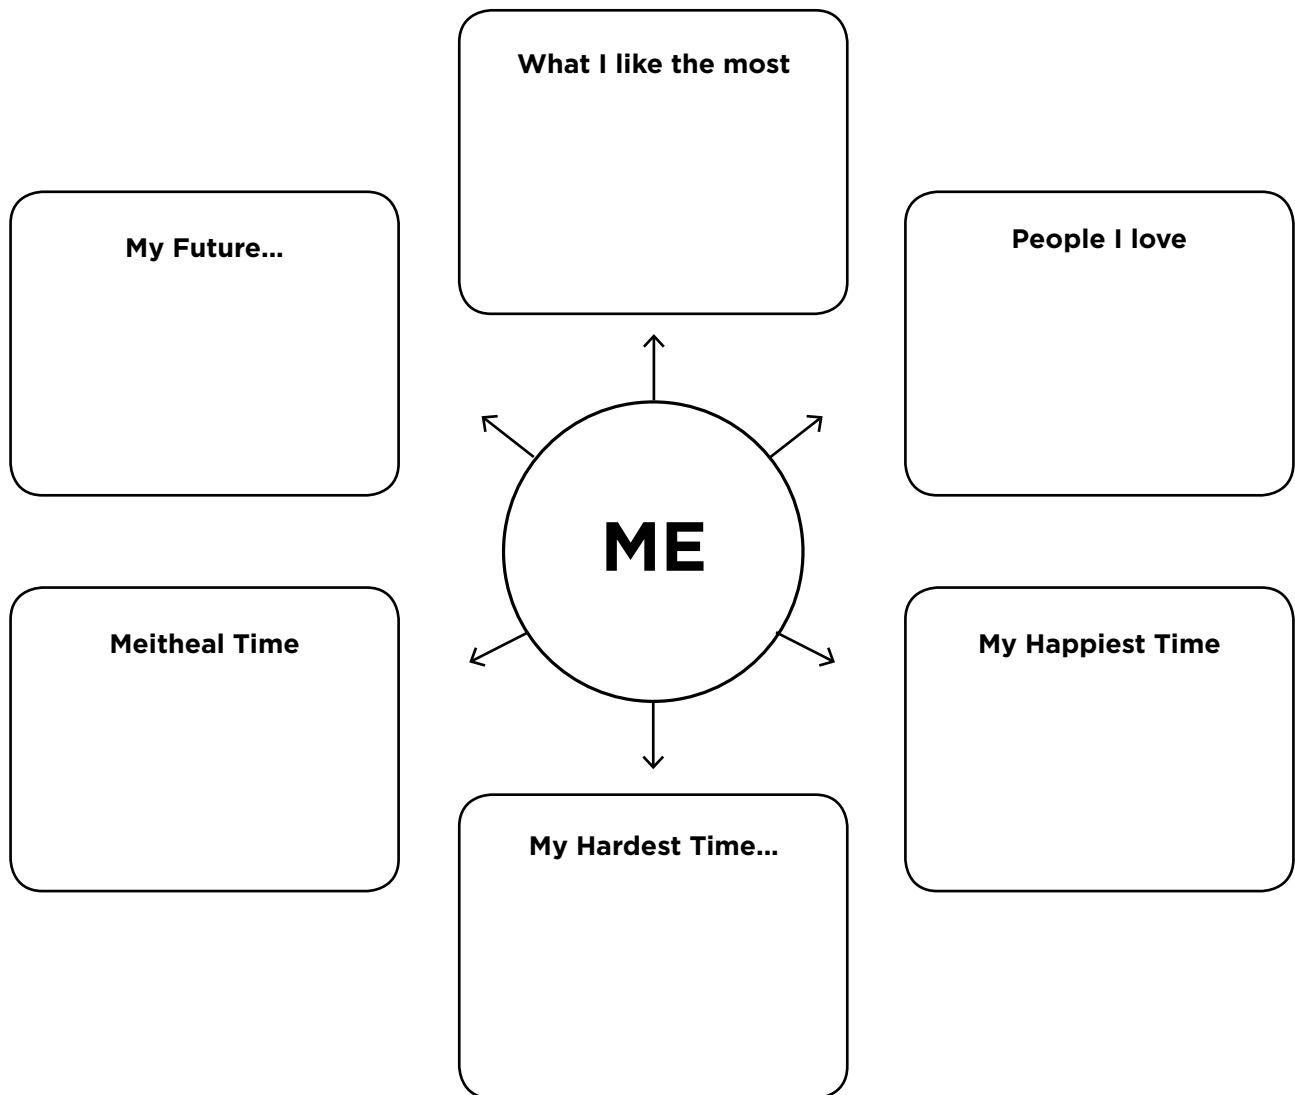 What I like the most
My Future...
People I love
ME
Meitheal Time
My Happiest Time
My Hardest Time...